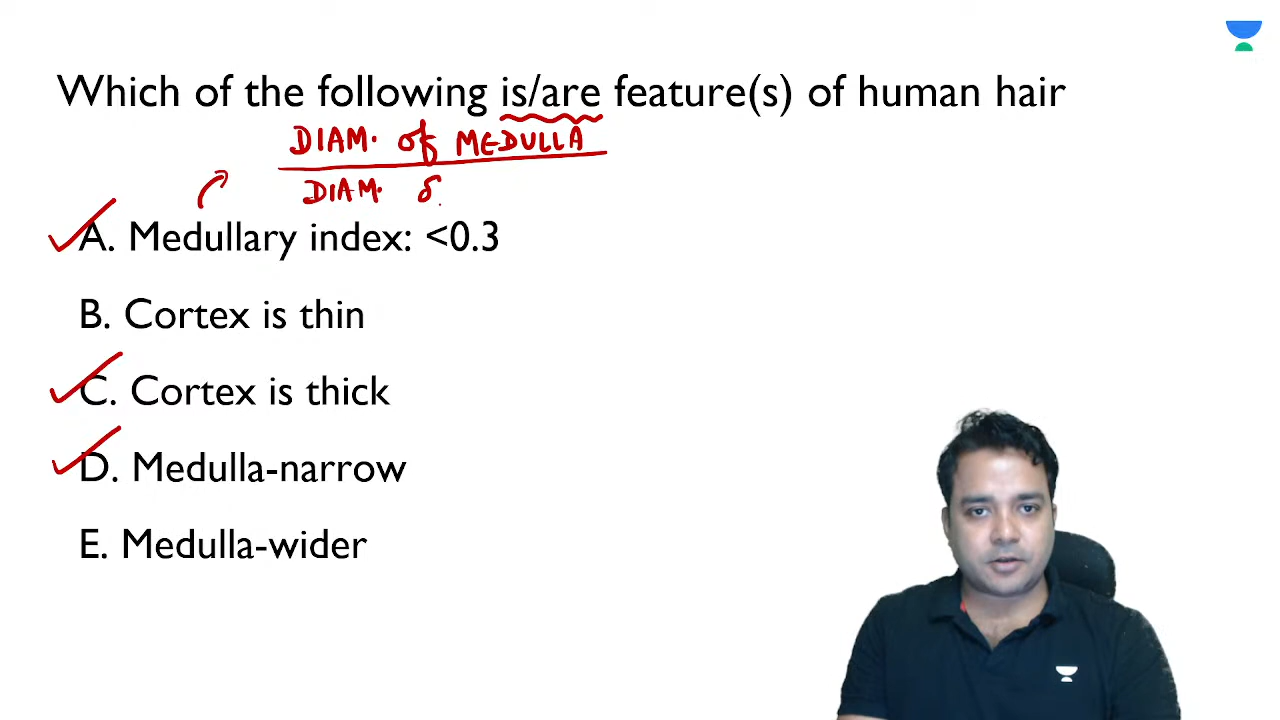 Which of the following is/are feature(s) of human hair
DIAM. of MEDULLA
DIAM.
A. Medullary index: <0.3
B. Cortex is thin
C. Cortex is thick
D. Medulla-narrow
E. Medulla-wider